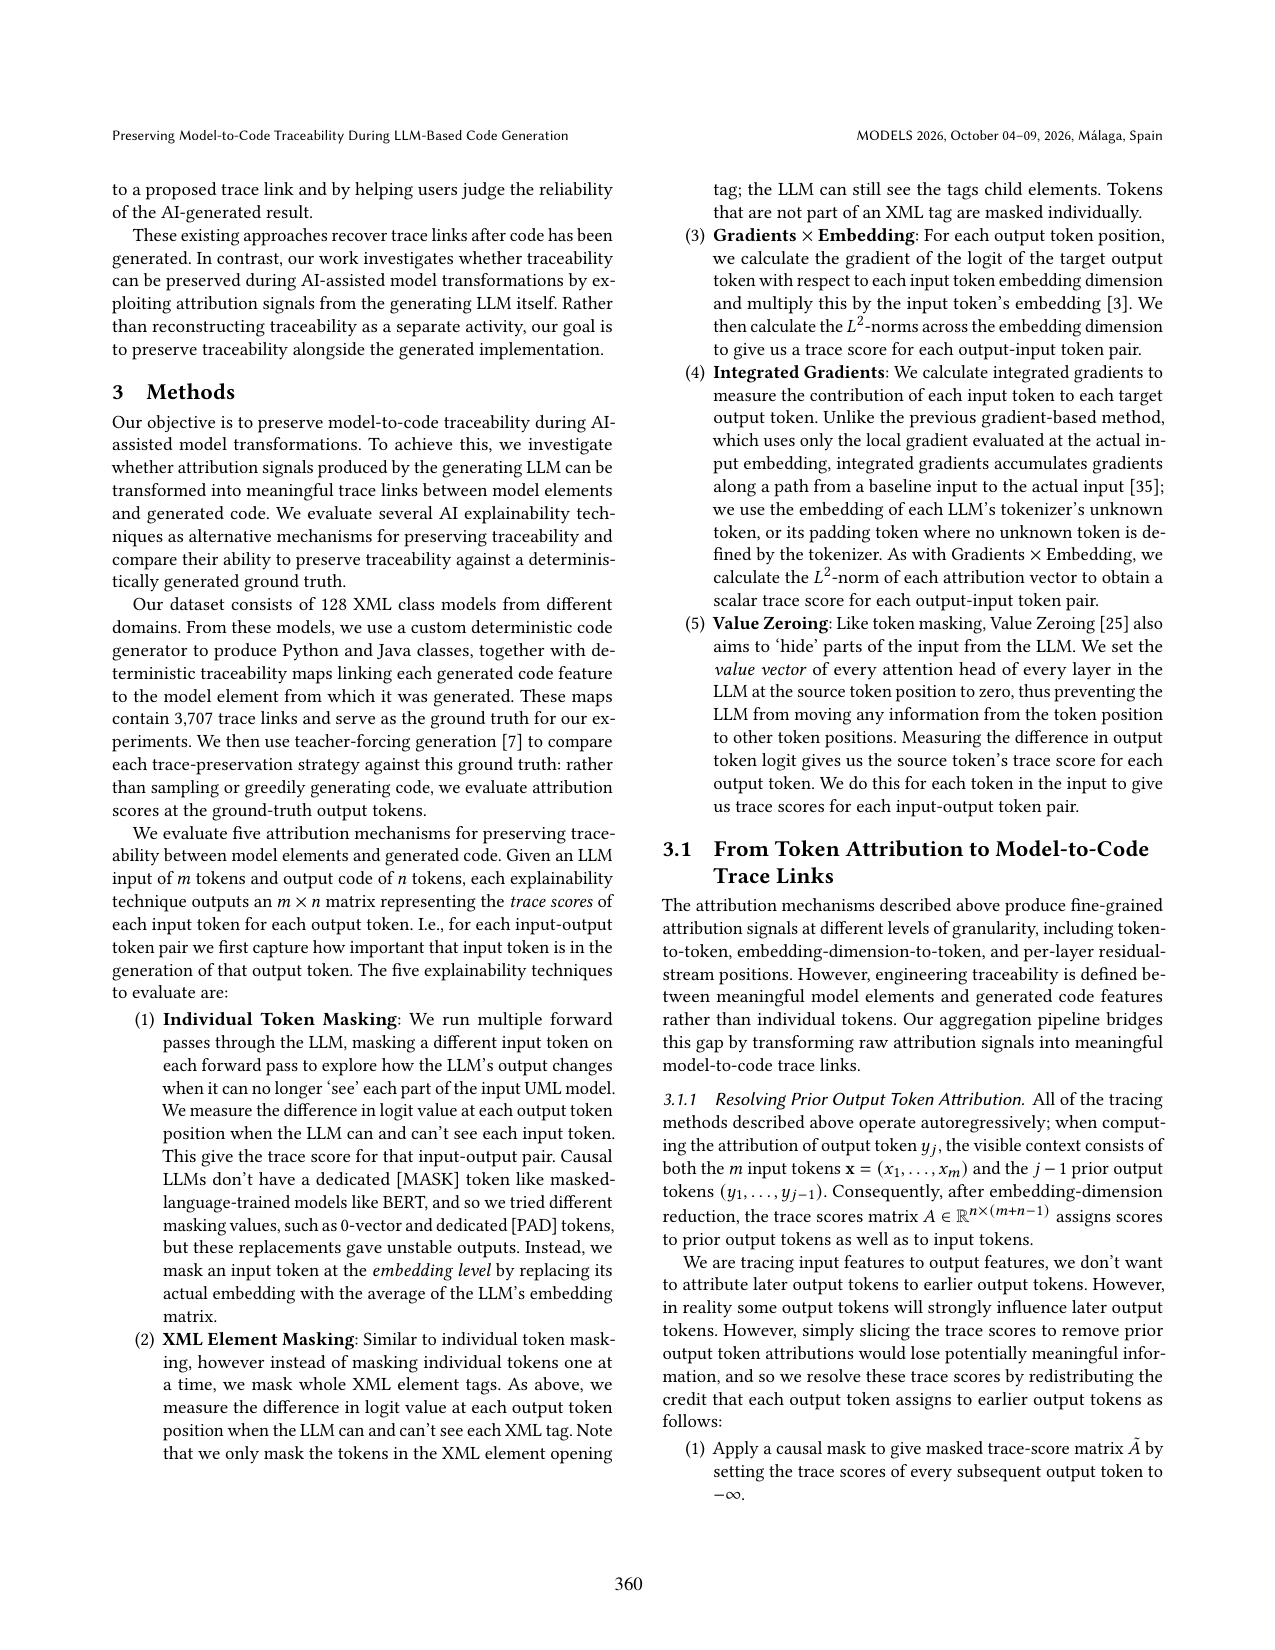 Preserving Model-to-Code Traceability During LLM-Based Code Generation
MODELS 2026, October 04–09, 2026, Málaga, Spain
to a proposed trace link and by helping users judge the reliability
of the AI-generated result.
These existing approaches recover trace links after code has been
generated. In contrast, our work investigates whether traceability
can be preserved during AI-assisted model transformations by ex-
ploiting attribution signals from the generating LLM itself. Rather
than reconstructing traceability as a separate activity, our goal is
to preserve traceability alongside the generated implementation.
3 Methods
Our objective is to preserve model-to-code traceability during AI-
assisted model transformations. To achieve this, we investigate
whether attribution signals produced by the generating LLM can be
transformed into meaningful trace links between model elements
and generated code. We evaluate several AI explainability tech-
niques as alternative mechanisms for preserving traceability and
compare their ability to preserve traceability against a determinis-
tically generated ground truth.
Our dataset consists of 128 XML class models from different
domains. From these models, we use a custom deterministic code
generator to produce Python and Java classes, together with de-
terministic traceability maps linking each generated code feature
to the model element from which it was generated. These maps
contain 3,707 trace links and serve as the ground truth for our ex-
periments. We then use teacher-forcing generation [7] to compare
each trace-preservation strategy against this ground truth: rather
than sampling or greedily generating code, we evaluate attribution
scores at the ground-truth output tokens.
We evaluate five attribution mechanisms for preserving trace-
ability between model elements and generated code. Given an LLM
input of m tokens and output code of n tokens, each explainability
technique outputs an m × n matrix representing the trace scores of
each input token for each output token. I.e., for each input-output
token pair we first capture how important that input token is in the
generation of that output token. The five explainability techniques
to evaluate are:
(1) Individual Token Masking: We run multiple forward
passes through the LLM, masking a different input token on
each forward pass to explore how the LLM's output changes
when it can no longer 'see' each part of the input UML model.
We measure the difference in logit value at each output token
position when the LLM can and can't see each input token.
This give the trace score for that input-output pair. Causal
LLMs don't have a dedicated [MASK] token like masked-
language-trained models like BERT, and so we tried different
masking values, such as 0-vector and dedicated [PAD] tokens,
but these replacements gave unstable outputs. Instead, we
mask an input token at the embedding level by replacing its
actual embedding with the average of the LLM's embedding
matrix.
(2) XML Element Masking: Similar to individual token mask-
ing, however instead of masking individual tokens one at
a time, we mask whole XML element tags. As above, we
measure the difference in logit value at each output token
position when the LLM can and can't see each XML tag. Note
that we only mask the tokens in the XML element opening
tag; the LLM can still see the tags child elements. Tokens
that are not part of an XML tag are masked individually.
(3) Gradients × Embedding: For each output token position,
we calculate the gradient of the logit of the target output
token with respect to each input token embedding dimension
and multiply this by the input token's embedding [3]. We
then calculate the L²-norms across the embedding dimension
to give us a trace score for each output-input token pair.
(4) Integrated Gradients: We calculate integrated gradients to
measure the contribution of each input token to each target
output token. Unlike the previous gradient-based method,
which uses only the local gradient evaluated at the actual in-
put embedding, integrated gradients accumulates gradients
along a path from a baseline input to the actual input [35];
we use the embedding of each LLM's tokenizer's unknown
token, or its padding token where no unknown token is de-
fined by the tokenizer. As with Gradients × Embedding, we
calculate the L²-norm of each attribution vector to obtain a
scalar trace score for each output-input token pair.
(5) Value Zeroing: Like token masking, Value Zeroing [25] also
aims to 'hide' parts of the input from the LLM. We set the
value vector of every attention head of every layer in the
LLM at the source token position to zero, thus preventing the
LLM from moving any information from the token position
to other token positions. Measuring the difference in output
token logit gives us the source token's trace score for each
output token. We do this for each token in the input to give
us trace scores for each input-output token pair.
3.1 From Token Attribution to Model-to-Code
Trace Links
The attribution mechanisms described above produce fine-grained
attribution signals at different levels of granularity, including token-
to-token, embedding-dimension-to-token, and per-layer residual-
stream positions. However, engineering traceability is defined be-
tween meaningful model elements and generated code features
rather than individual tokens. Our aggregation pipeline bridges
this gap by transforming raw attribution signals into meaningful
model-to-code trace links.
3.1.1 Resolving Prior Output Token Attribution. All of the tracing
methods described above operate autoregressively; when comput-
ing the attribution of output token yⱼ, the visible context consists of
both the m input tokens x = (x₁, . . . , xₘ) and the j − 1 prior output
tokens (y₁, . . . , yⱼ₋₁). Consequently, after embedding-dimension
reduction, the trace scores matrix A ∈ ℝⁿˣ⁽ᵐ⁺ⁿ⁻¹⁾ assigns scores
to prior output tokens as well as to input tokens.
We are tracing input features to output features, we don't want
to attribute later output tokens to earlier output tokens. However,
in reality some output tokens will strongly influence later output
tokens. However, simply slicing the trace scores to remove prior
output token attributions would lose potentially meaningful infor-
mation, and so we resolve these trace scores by redistributing the
credit that each output token assigns to earlier output tokens as
follows:
(1) Apply a causal mask to give masked trace-score matrix Ã by
setting the trace scores of every subsequent output token to
−∞.
360